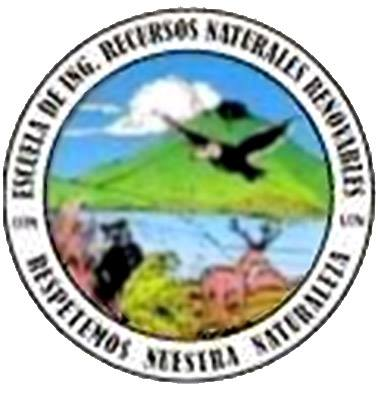 ESCUELA DE ING. RECURSOS NATURALES RENOVABLES
RESPETEMOS NUESTRA NATURALEZA